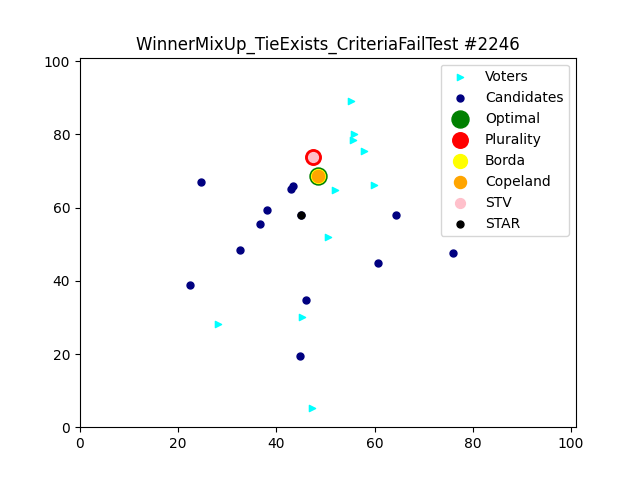 WinnerMixUp_TieExists_CriteriaFailTest #2246
100
80
60
40
20
0
0
20
40
60
80
100
Voters
Candidates
Optimal
Plurality
Borda
Copeland
STV
STAR